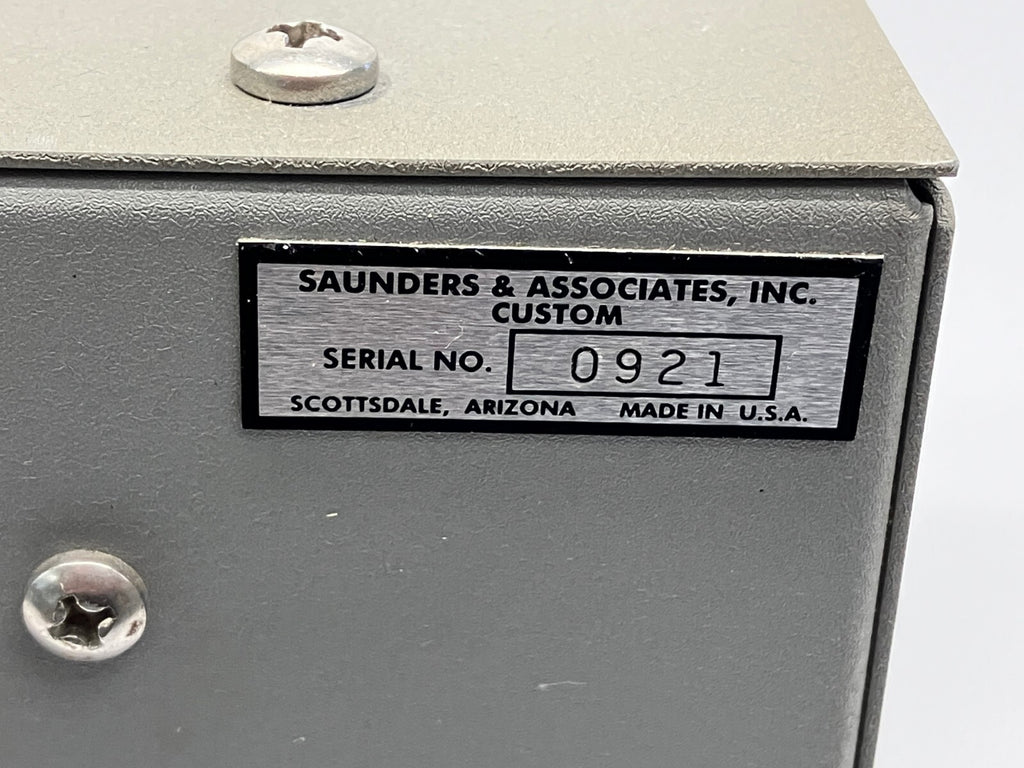 SAUNDERS & ASSOCIATES, INC.
CUSTOM
SERIAL NO. 0921
SCOTTSDALE, ARIZONA MADE IN U.S.A.